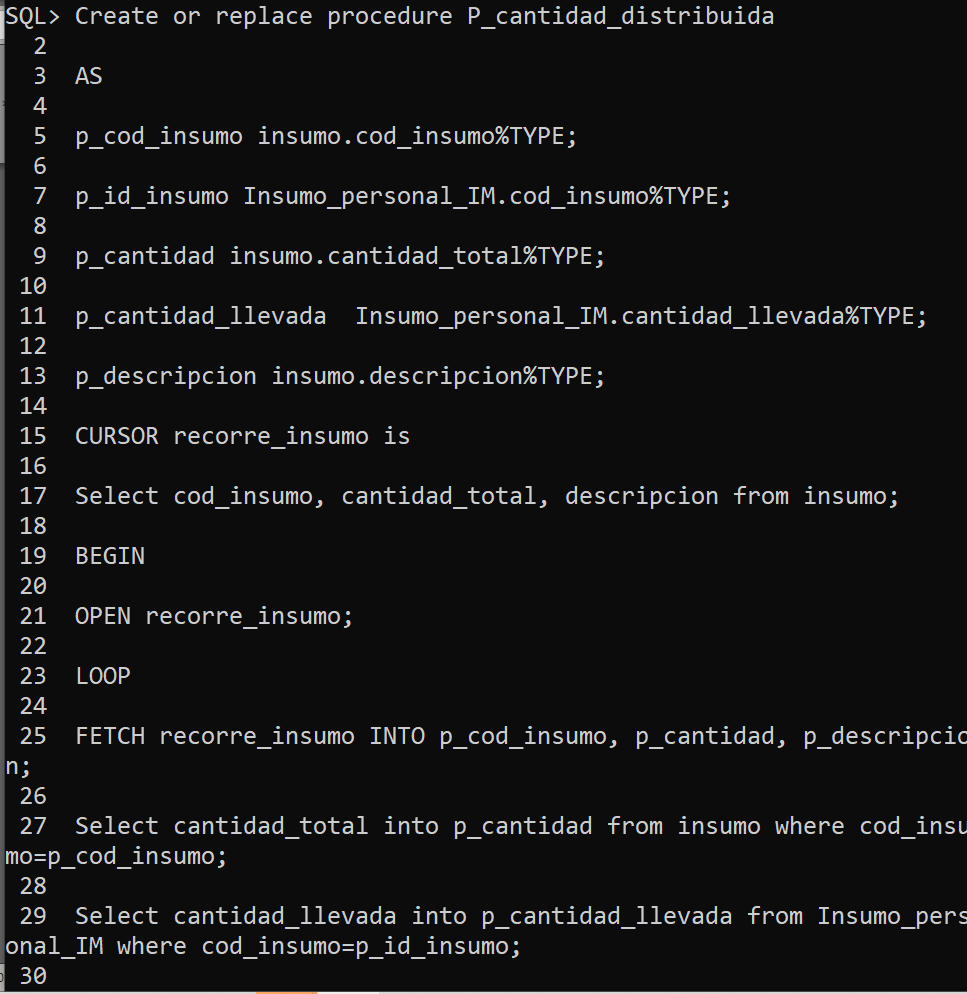 SQL> Create or replace procedure P_cantidad_distribuida
2
3 AS
4
5 p_cod_insumo insumo.cod_insumo%TYPE;
6
7 p_id_insumo Insumo_personal_IM.cod_insumo%TYPE;
8
9 p_cantidad insumo.cantidad_total%TYPE;
10
11 p_cantidad_llevada  Insumo_personal_IM.cantidad_llevada%TYPE;
12
13 p_descripcion insumo.descripcion%TYPE;
14
15 CURSOR recorre_insumo is
16
17 Select cod_insumo, cantidad_total, descripcion from insumo;
18
19 BEGIN
20
21 OPEN recorre_insumo;
22
23 LOOP
24
25 FETCH recorre_insumo INTO p_cod_insumo, p_cantidad, p_descripcio
n;
26
27 Select cantidad_total into p_cantidad from insumo where cod_insu
mo=p_cod_insumo;
28
29 Select cantidad_llevada into p_cantidad_llevada from Insumo_pers
onal_IM where cod_insumo=p_id_insumo;
30